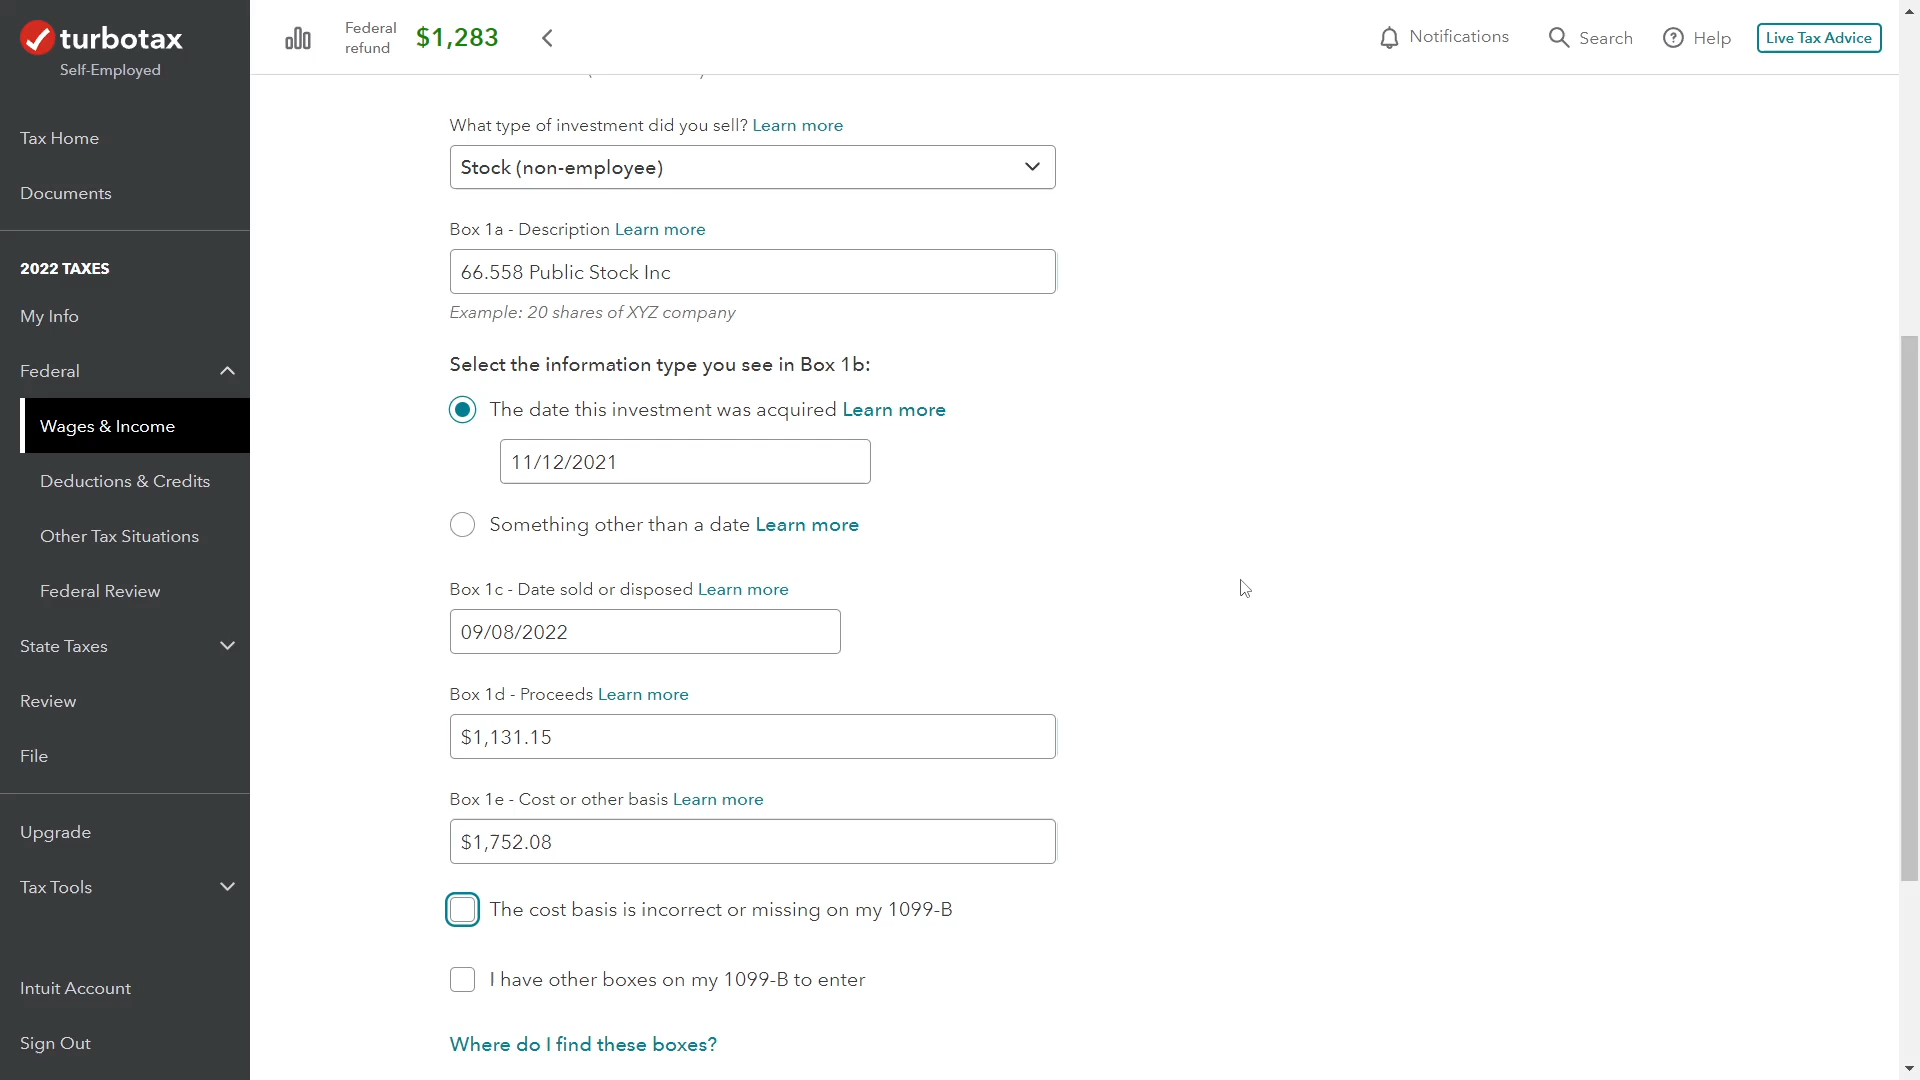 turbotax
Self-Employed
Tax Home
Documents
2022 TAXES
My Info
Federal
Wages & Income
Deductions & Credits
Other Tax Situations
Federal Review
State Taxes
Review
File
Upgrade
Tax Tools
Intuit Account
Sign Out
Federal refund
$1,283
Notifications
Search
Help
Live Tax Advice
What type of investment did you sell? Learn more
Stock (non-employee)
Box 1a - Description Learn more
66.558 Public Stock Inc
Example: 20 shares of XYZ company
Select the information type you see in Box 1b:
The date this investment was acquired Learn more
11/12/2021
Something other than a date Learn more
Box 1c - Date sold or disposed Learn more
09/08/2022
Box 1d - Proceeds Learn more
$1,131.15
Box 1e - Cost or other basis Learn more
$1,752.08
The cost basis is incorrect or missing on my 1099-B
I have other boxes on my 1099-B to enter
Where do I find these boxes?